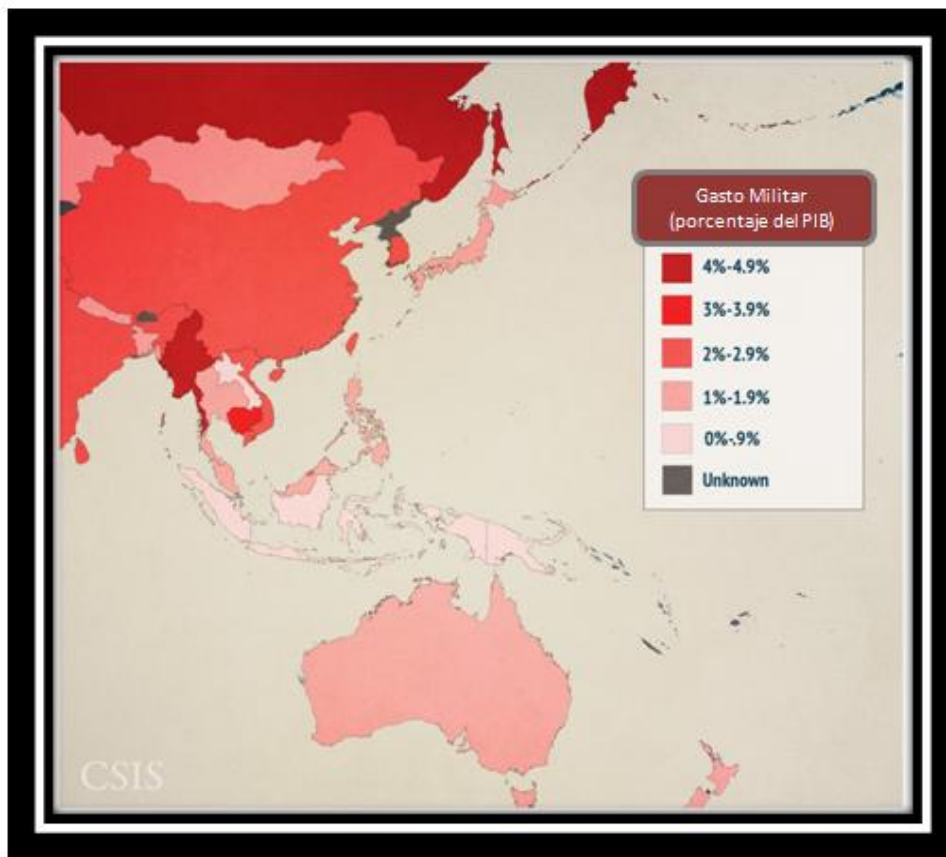 Gasto Militar
(porcentaje del PIB)
4%-4.9%
3%-3.9%
2%-2.9%
1%-1.9%
0%-.9%
Unknown
CSIS